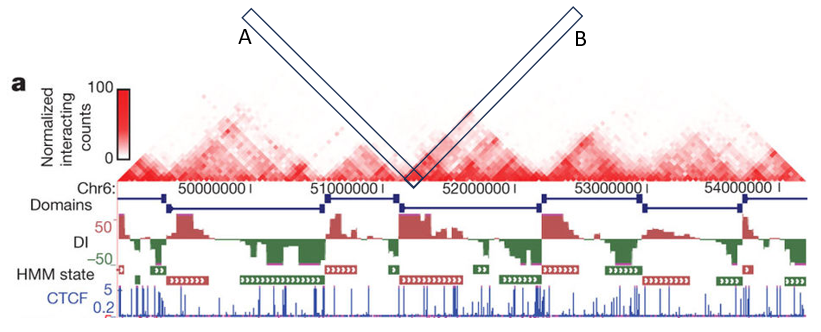 A
B
a
Normalized
interacting
counts
100
0
Chr6:
50000000
51000000
52000000
53000000
54000000
Domains
50
DI
−50
HMM state
CTCF
5
0.2